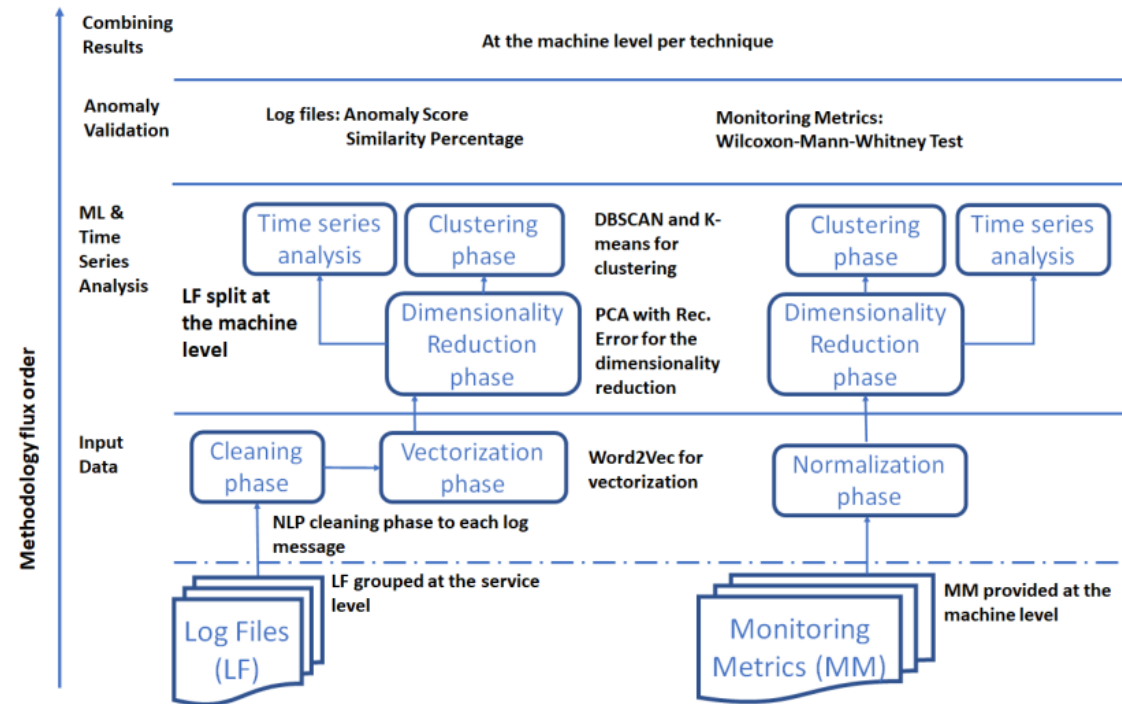 Combining
Results
At the machine level per technique
Anomaly
Validation
Log files: Anomaly Score
Similarity Percentage
Monitoring Metrics:
Wilcoxon-Mann-Whitney Test
ML &
Time
Series
Analysis
Time series
analysis
Clustering
phase
DBSCAN and K-
means for
clustering
Clustering
phase
Time series
analysis
LF split at
the machine
level
Dimensionality
Reduction
phase
PCA with Rec.
Error for the
dimensionality
reduction
Dimensionality
Reduction
phase
Input
Data
Cleaning
phase
Vectorization
phase
Word2Vec for
vectorization
Normalization
phase
NLP cleaning phase to each log
message
LF grouped at the service
level
MM provided at the
machine level
Log Files
(LF)
Monitoring
Metrics (MM)
Methodology flux order